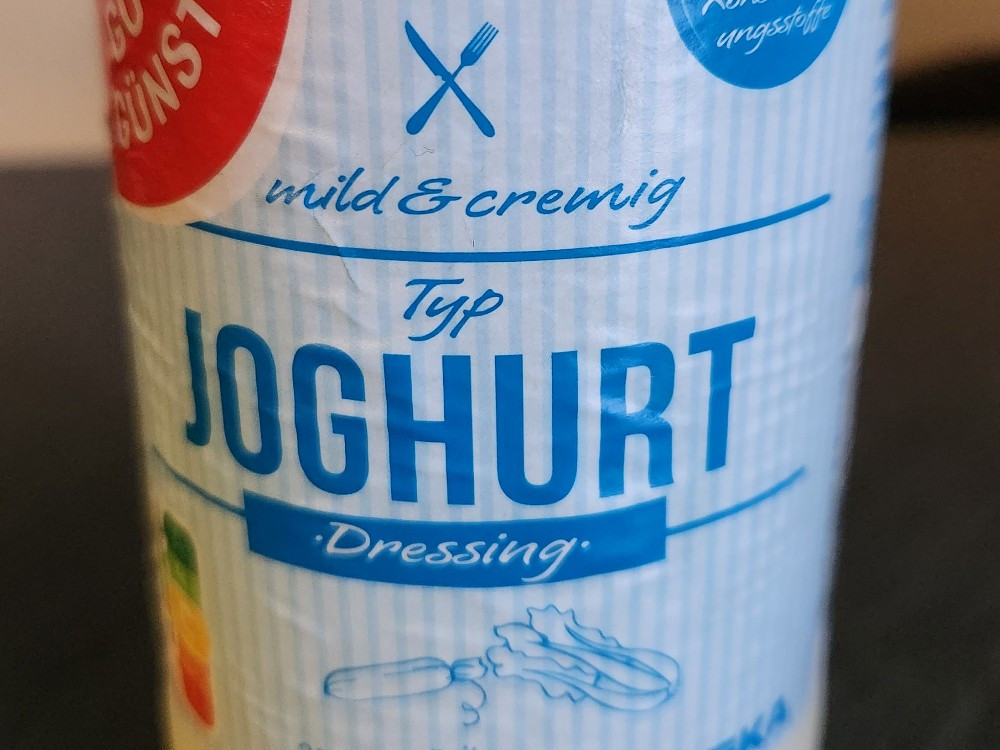 GÜNST
ungsstoffe
mild & cremig
Typ
JOGHURT
·Dressing·